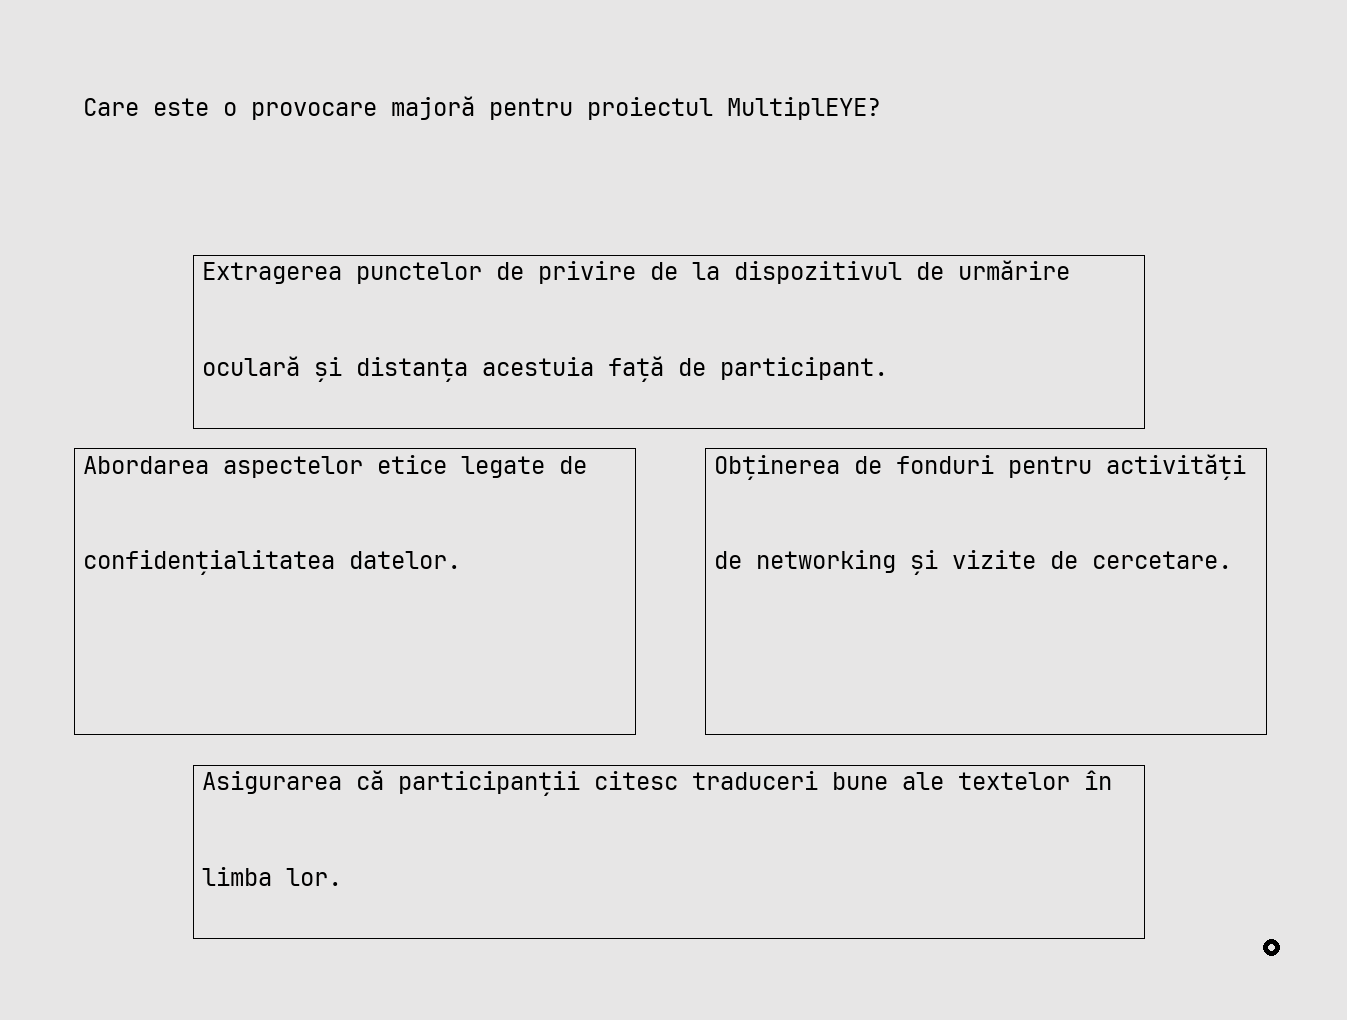 Care este o provocare majoră pentru proiectul MultiplEYE?
Extragerea punctelor de privire de la dispozitivul de urmărire
oculară și distanța acestuia față de participant.
Abordarea aspectelor etice legate de
confidențialitatea datelor.
Obținerea de fonduri pentru activități
de networking și vizite de cercetare.
Asigurarea că participanții citesc traduceri bune ale textelor în
limba lor.